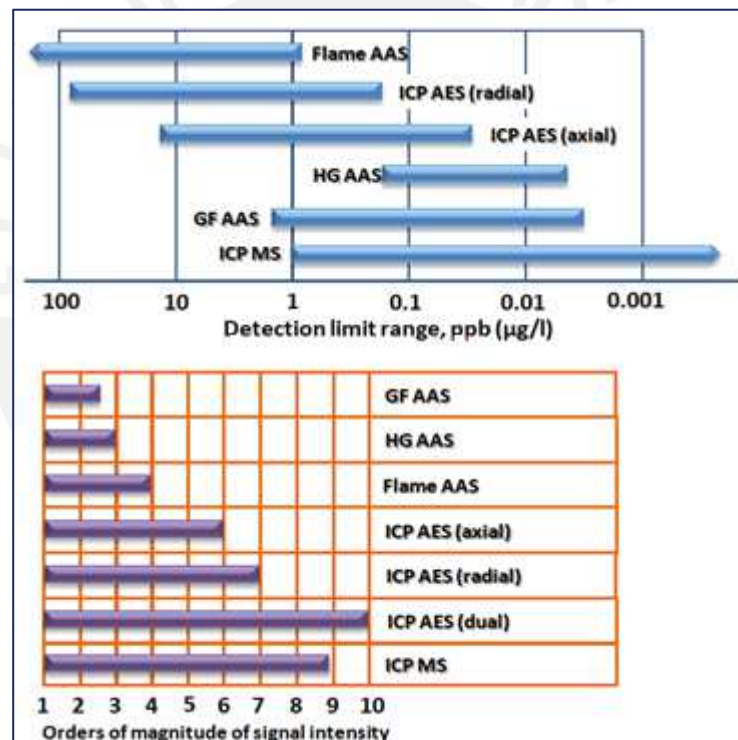 Flame AAS
ICP AES (radial)
ICP AES (axial)
HG AAS
GF AAS
ICP MS
100 10 1 0.1 0.01 0.001
Detection limit range, ppb (µg/l)
GF AAS
HG AAS
Flame AAS
ICP AES (axial)
ICP AES (radial)
ICP AES (dual)
ICP MS
1 2 3 4 5 6 7 8 9 10
Orders of magnitude of signal intensity